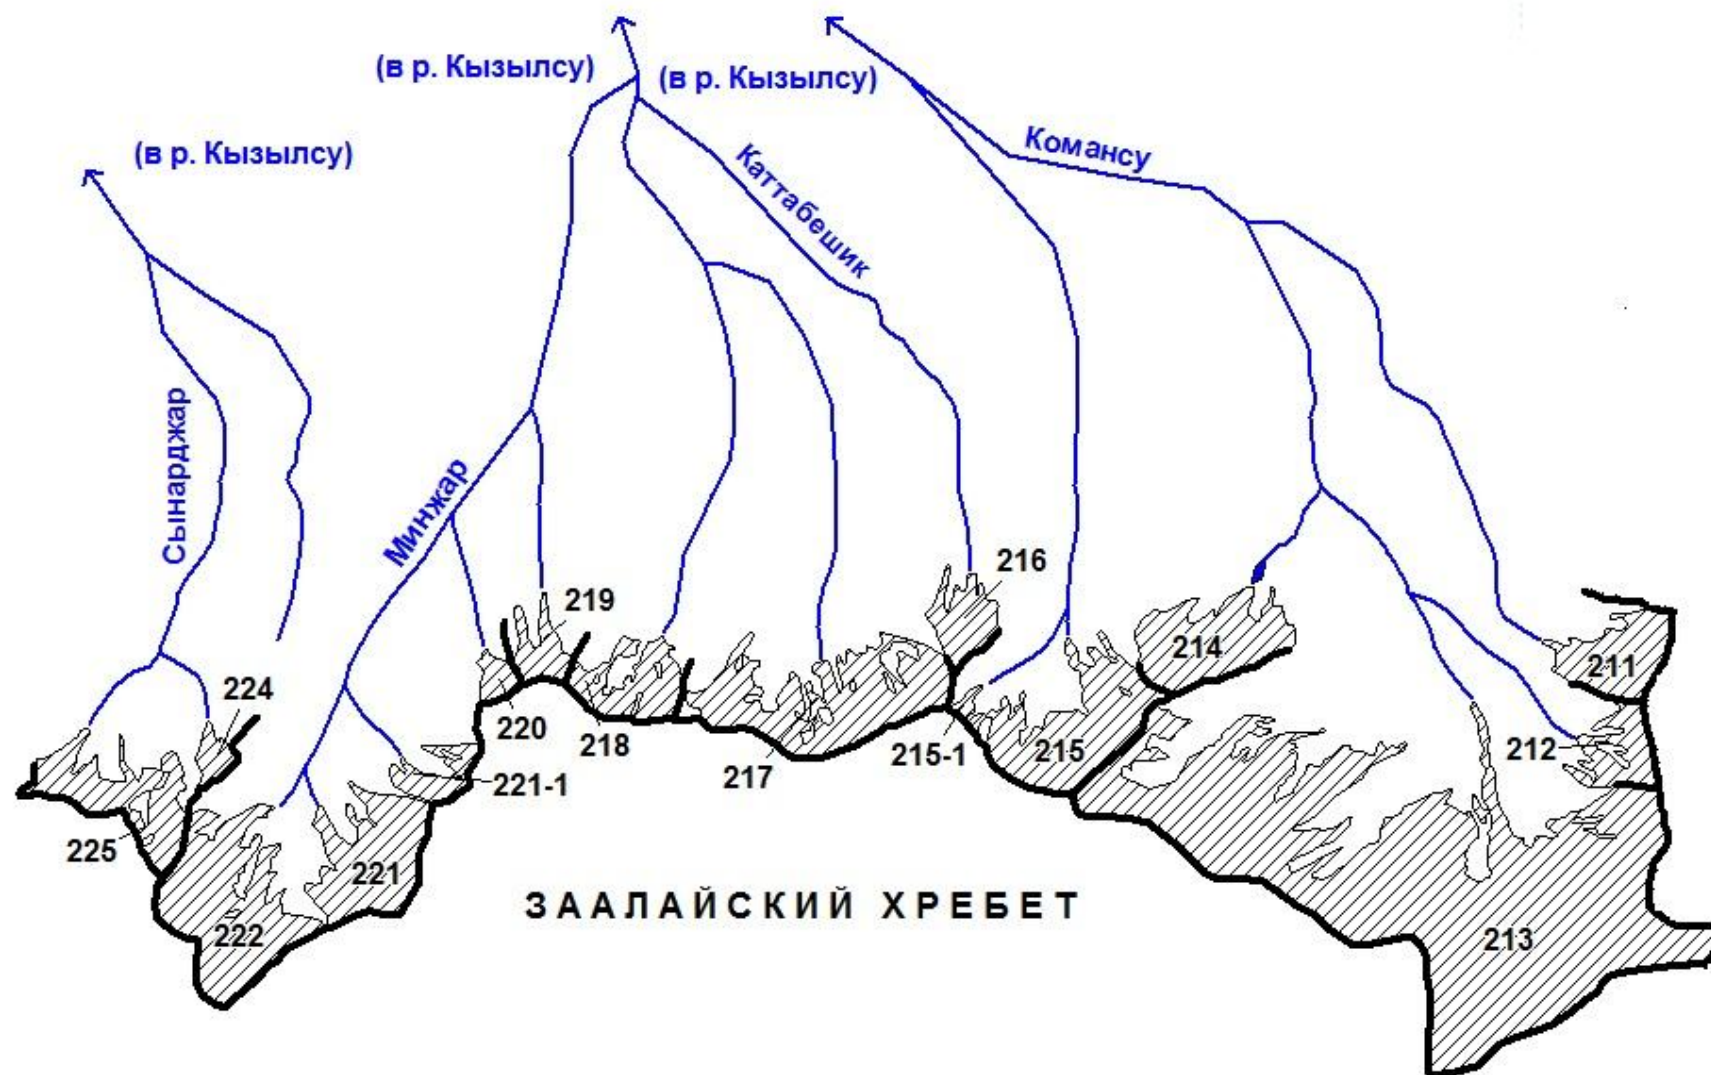 (в р. Кызылсу)
(в р. Кызылсу)
(в р. Кызылсу)
Комансу
Каттабешик
Сынарджар
Минжар
216
219
214
211
224
220
218
217
215-1
215
212
221-1
225
221
222
213
ЗААЛАЙСКИЙ ХРЕБЕТ